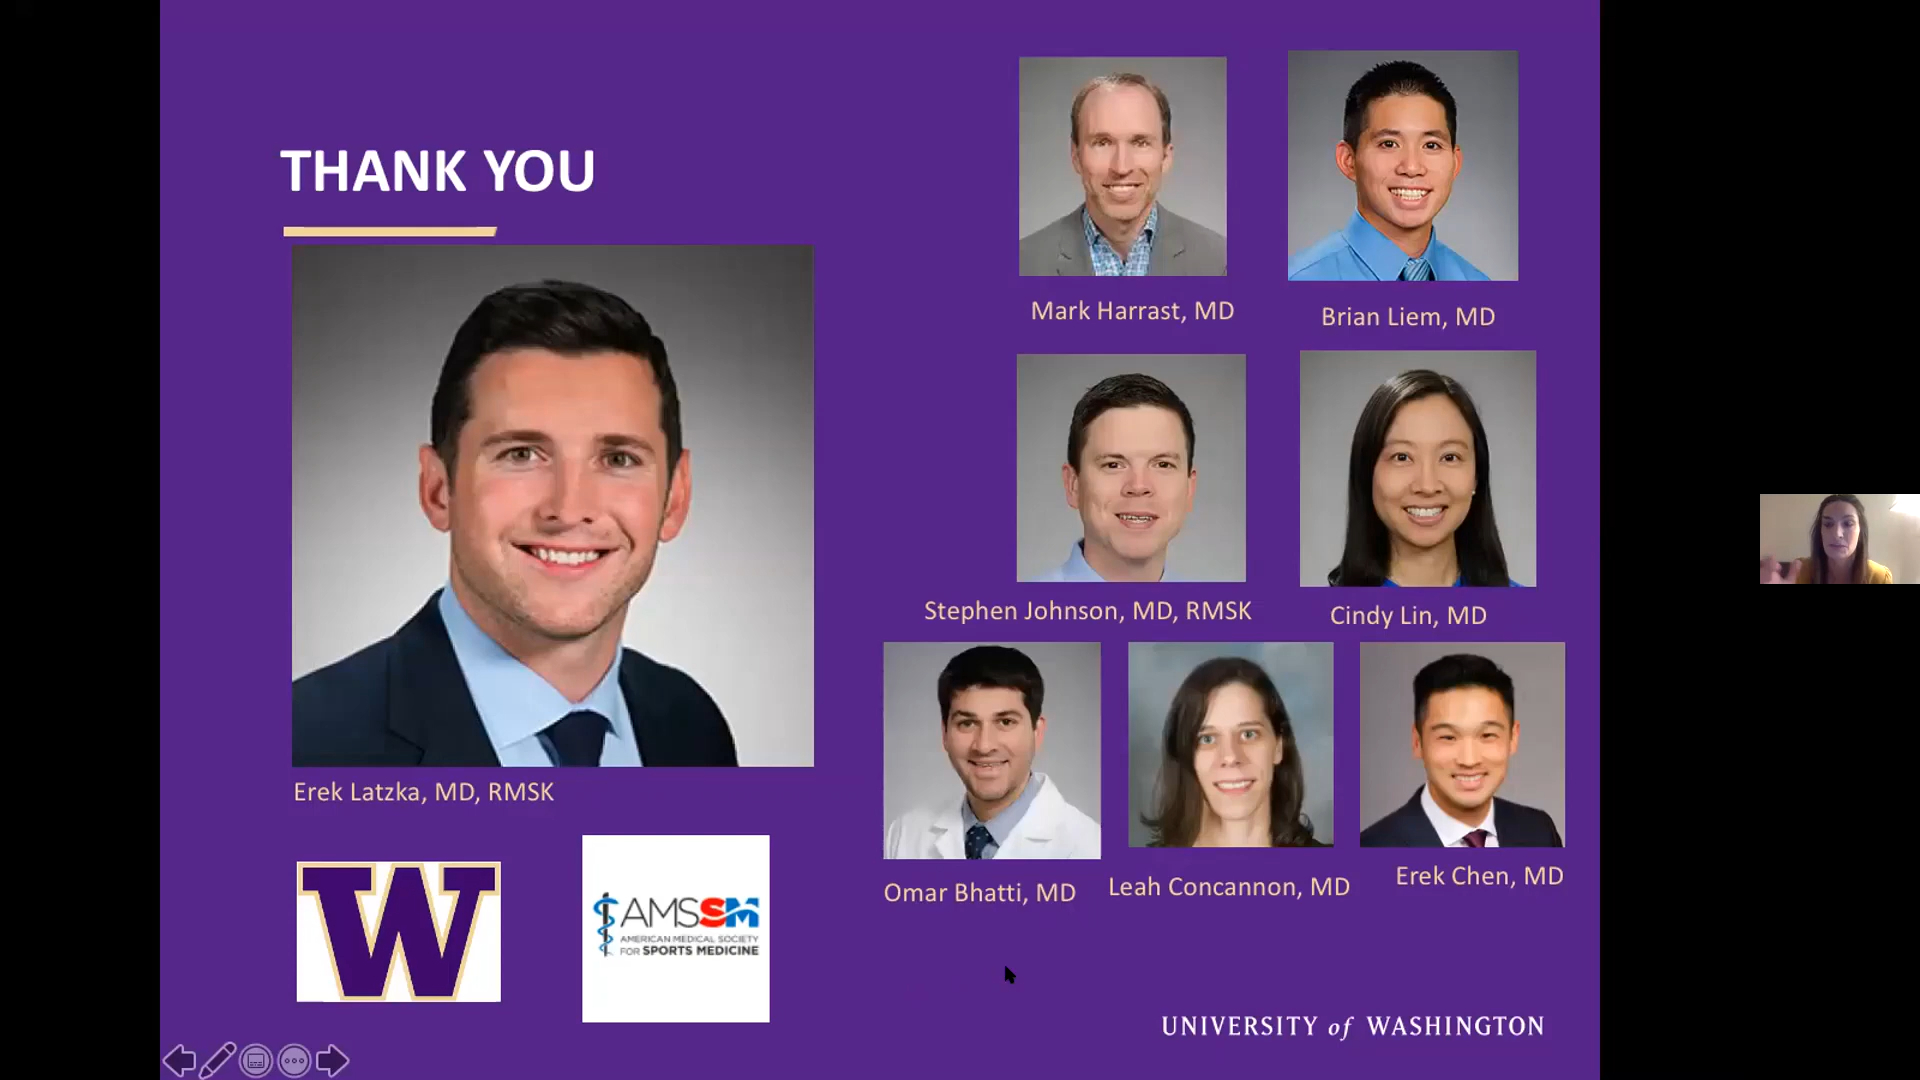 THANK YOU
Mark Harrast, MD
Brian Liem, MD
Stephen Johnson, MD, RMSK
Cindy Lin, MD
Erek Latzka, MD, RMSK
Omar Bhatti, MD
Leah Concannon, MD
Erek Chen, MD
W
AMSSM
AMERICAN MEDICAL SOCIETY
FOR SPORTS MEDICINE
UNIVERSITY of WASHINGTON